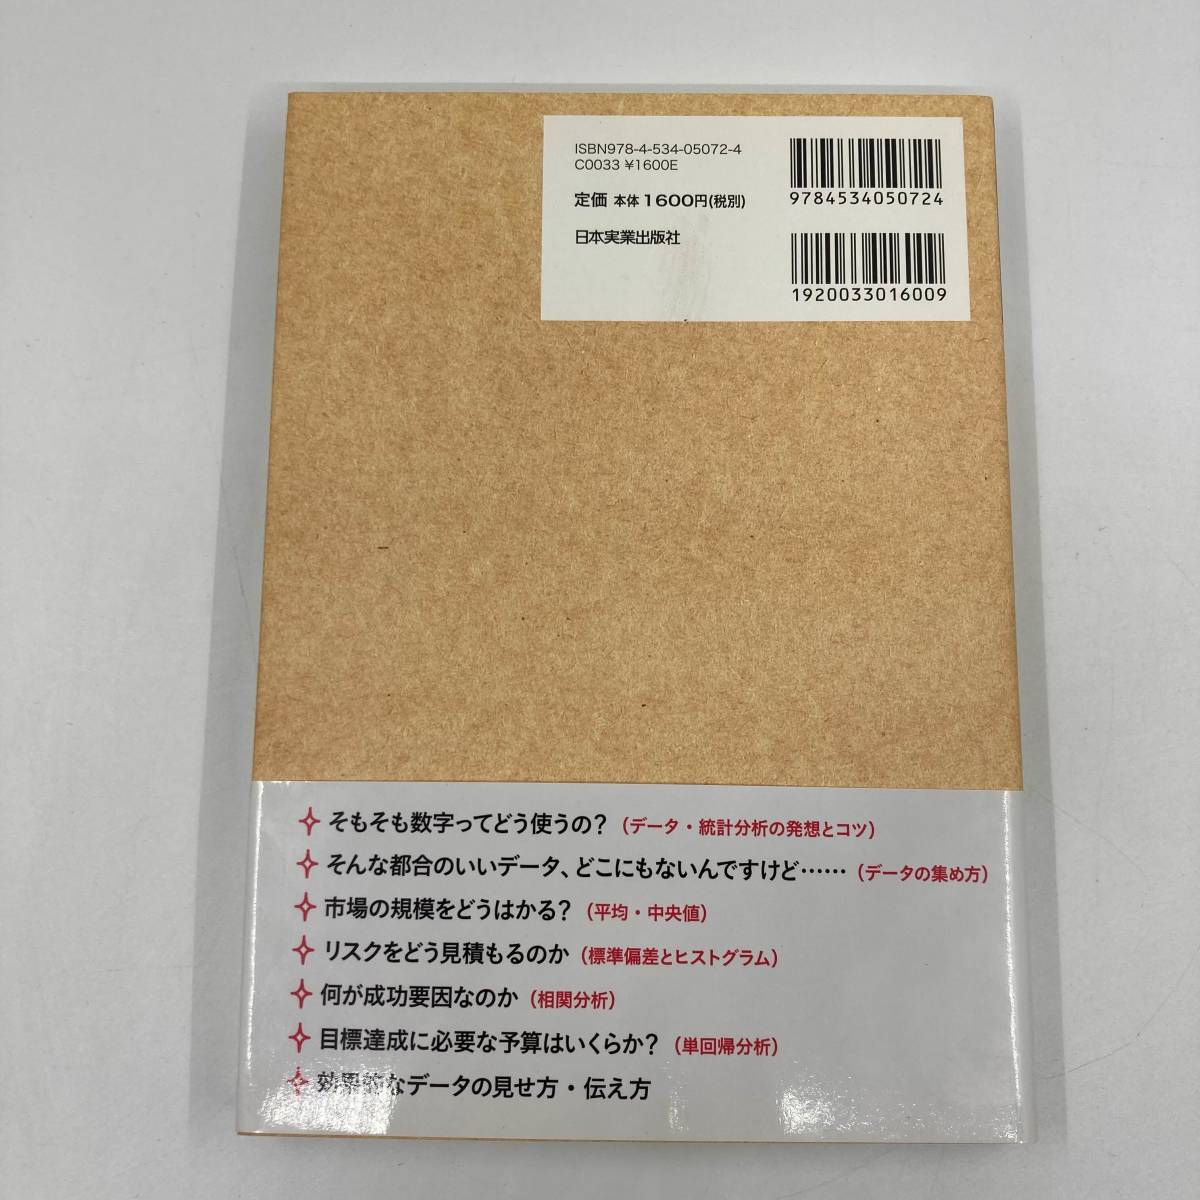 ISBN978-4-534-05072-4
C0033 ¥1600E
定価 本体1600円(税別)
日本実業出版社
9784534050724
1920033016009
そもそも数字ってどう使うの？（データ・統計分析の発想とコツ）
そんな都合のいいデータ、どこにもないんですけど……（データの集め方）
市場の規模をどうはかる？（平均・中央値）
リスクをどう見積もるのか（標準偏差とヒストグラム）
何が成功要因なのか（相関分析）
目標達成に必要な予算はいくらか？（単回帰分析）
効果的なデータの見せ方・伝え方